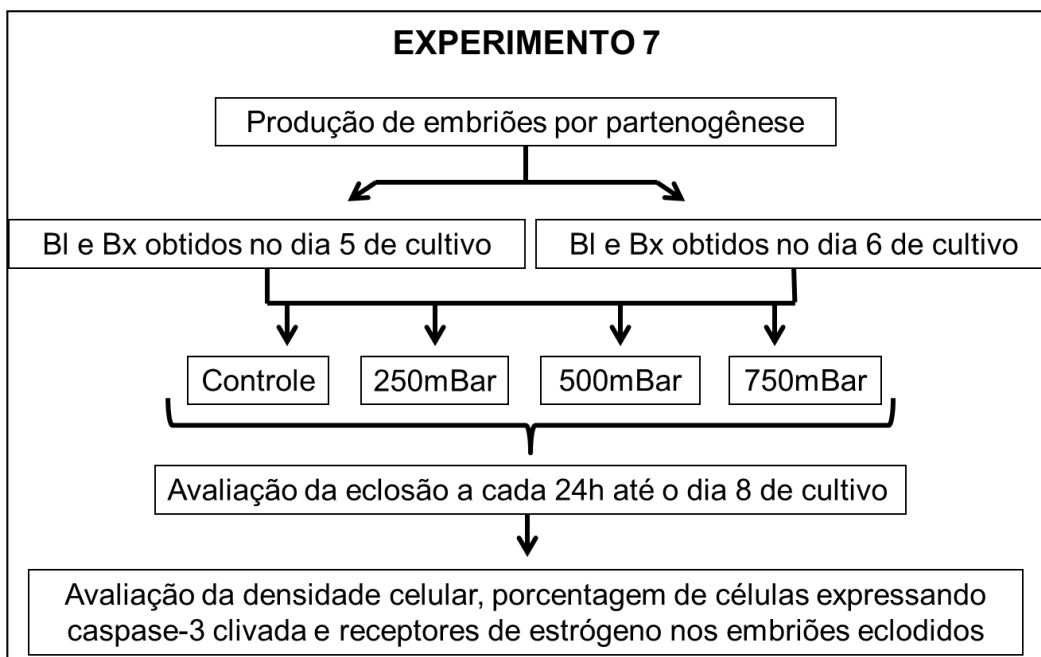 EXPERIMENTO 7
Produção de embriões por partenogênese
Bl e Bx obtidos no dia 5 de cultivo
Bl e Bx obtidos no dia 6 de cultivo
Controle
250mBar
500mBar
750mBar
Avaliação da eclosão a cada 24h até o dia 8 de cultivo
Avaliação da densidade celular, porcentagem de células expressando
caspase-3 clivada e receptores de estrógeno nos embriões eclodidos